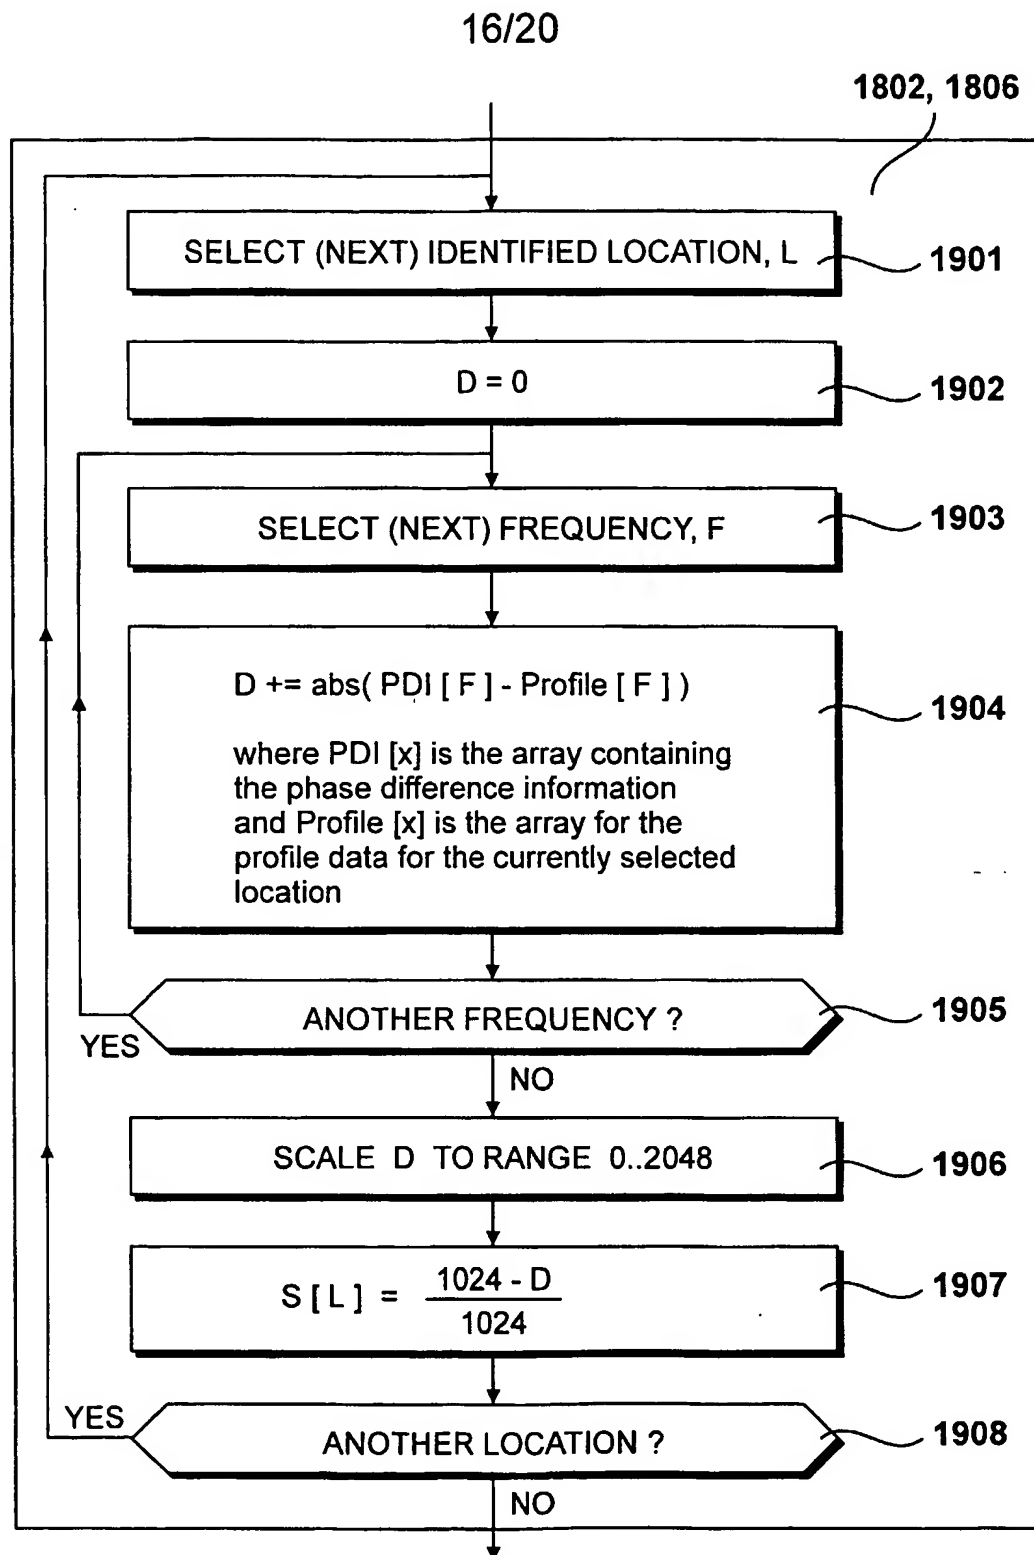 16/20
1802, 1806
SELECT (NEXT) IDENTIFIED LOCATION, L
1901
D = 0
1902
SELECT (NEXT) FREQUENCY, F
1903
D += abs( PDI [ F ] - Profile [ F ] )
where PDI [x] is the array containing
the phase difference information
and Profile [x] is the array for the
profile data for the currently selected
location
1904
ANOTHER FREQUENCY ?
1905
YES
NO
SCALE D TO RANGE 0..2048
1906
S [ L ] = 1024 - D
1024
1907
YES
ANOTHER LOCATION ?
1908
NO